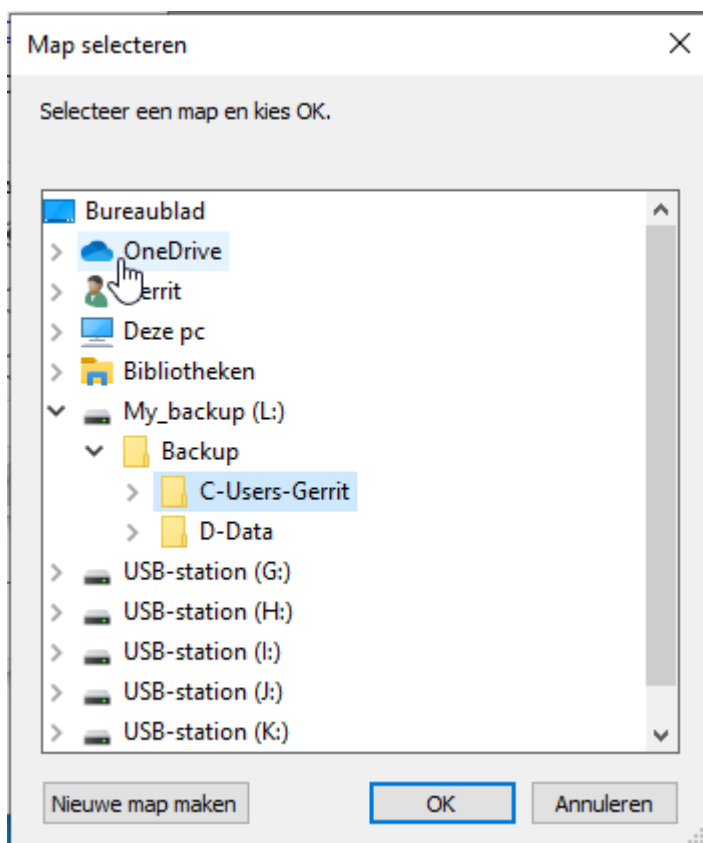 Map selecteren
Selecteer een map en kies OK.
Bureaublad
OneDrive
Gerrit
Deze pc
Bibliotheken
My_backup (L:)
Backup
C-Users-Gerrit
D-Data
USB-station (G:)
USB-station (H:)
USB-station (I:)
USB-station (J:)
USB-station (K:)
Nieuwe map maken
OK
Annuleren